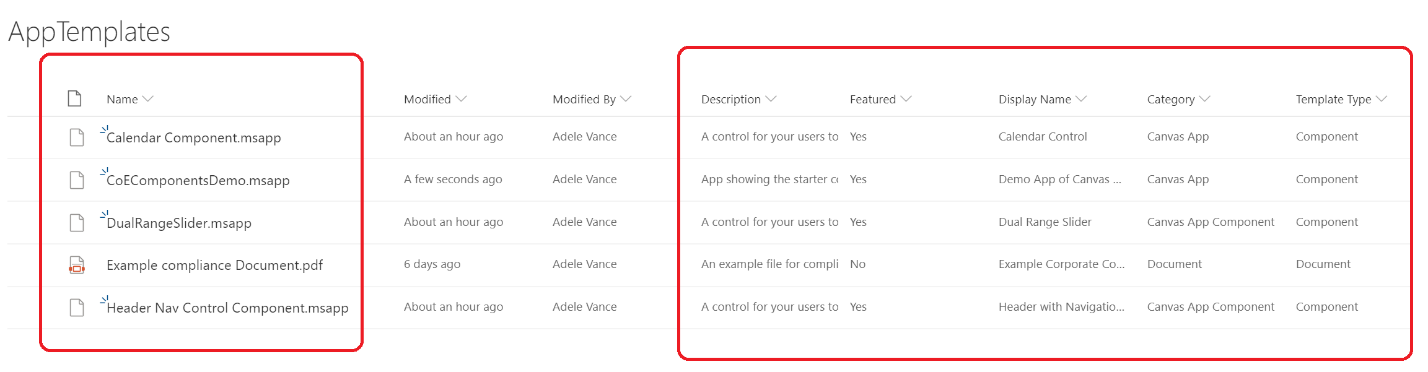 AppTemplates
Name Modified Modified By Description Featured Display Name Category Template Type
Calendar Component.msapp About an hour ago Adele Vance A control for your users to Yes Calendar Control Canvas App Component
CoEComponentsDemo.msapp A few seconds ago Adele Vance App showing the starter co Yes Demo App of Canvas ... Canvas App Component
DualRangeSlider.msapp About an hour ago Adele Vance A control for your users to Yes Dual Range Slider Canvas App Component Component
Example compliance Document.pdf 6 days ago Adele Vance An example file for compli No Example Corporate Co... Document Document
Header Nav Control Component.msapp About an hour ago Adele Vance A control for your users to Yes Header with Navigatio... Canvas App Component Component